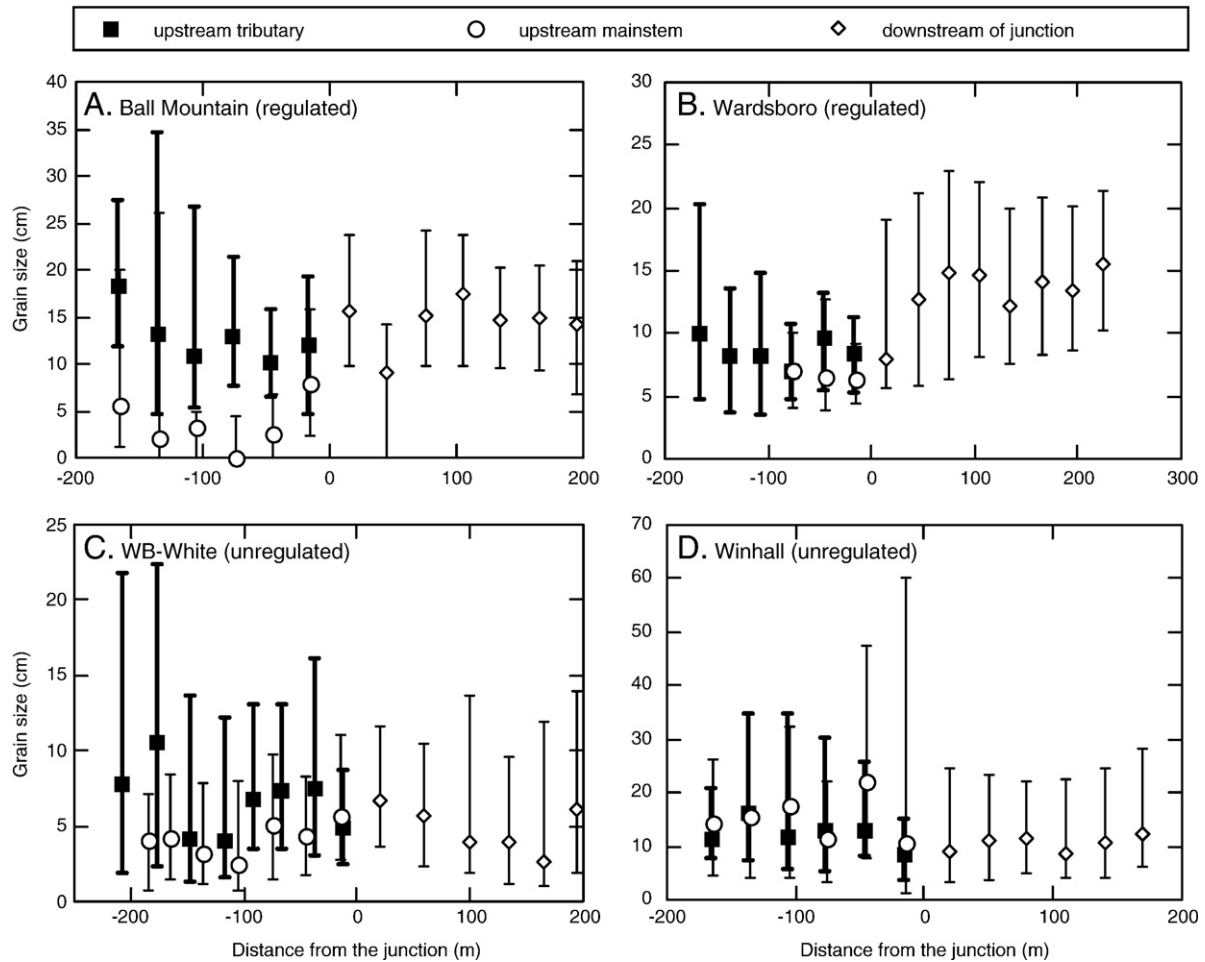 upstream tributary upstream mainstem downstream of junction
A. Ball Mountain (regulated)
40
35
30
25
20
15
10
5
0
Grain size (cm)
-200 -100 0 100 200
B. Wardsboro (regulated)
30
25
20
15
10
5
0
-200 -100 0 100 200 300
C. WB-White (unregulated)
25
20
15
10
5
0
Grain size (cm)
-200 -100 0 100 200
Distance from the junction (m)
D. Winhall (unregulated)
70
60
50
40
30
20
10
0
-200 -100 0 100 200
Distance from the junction (m)